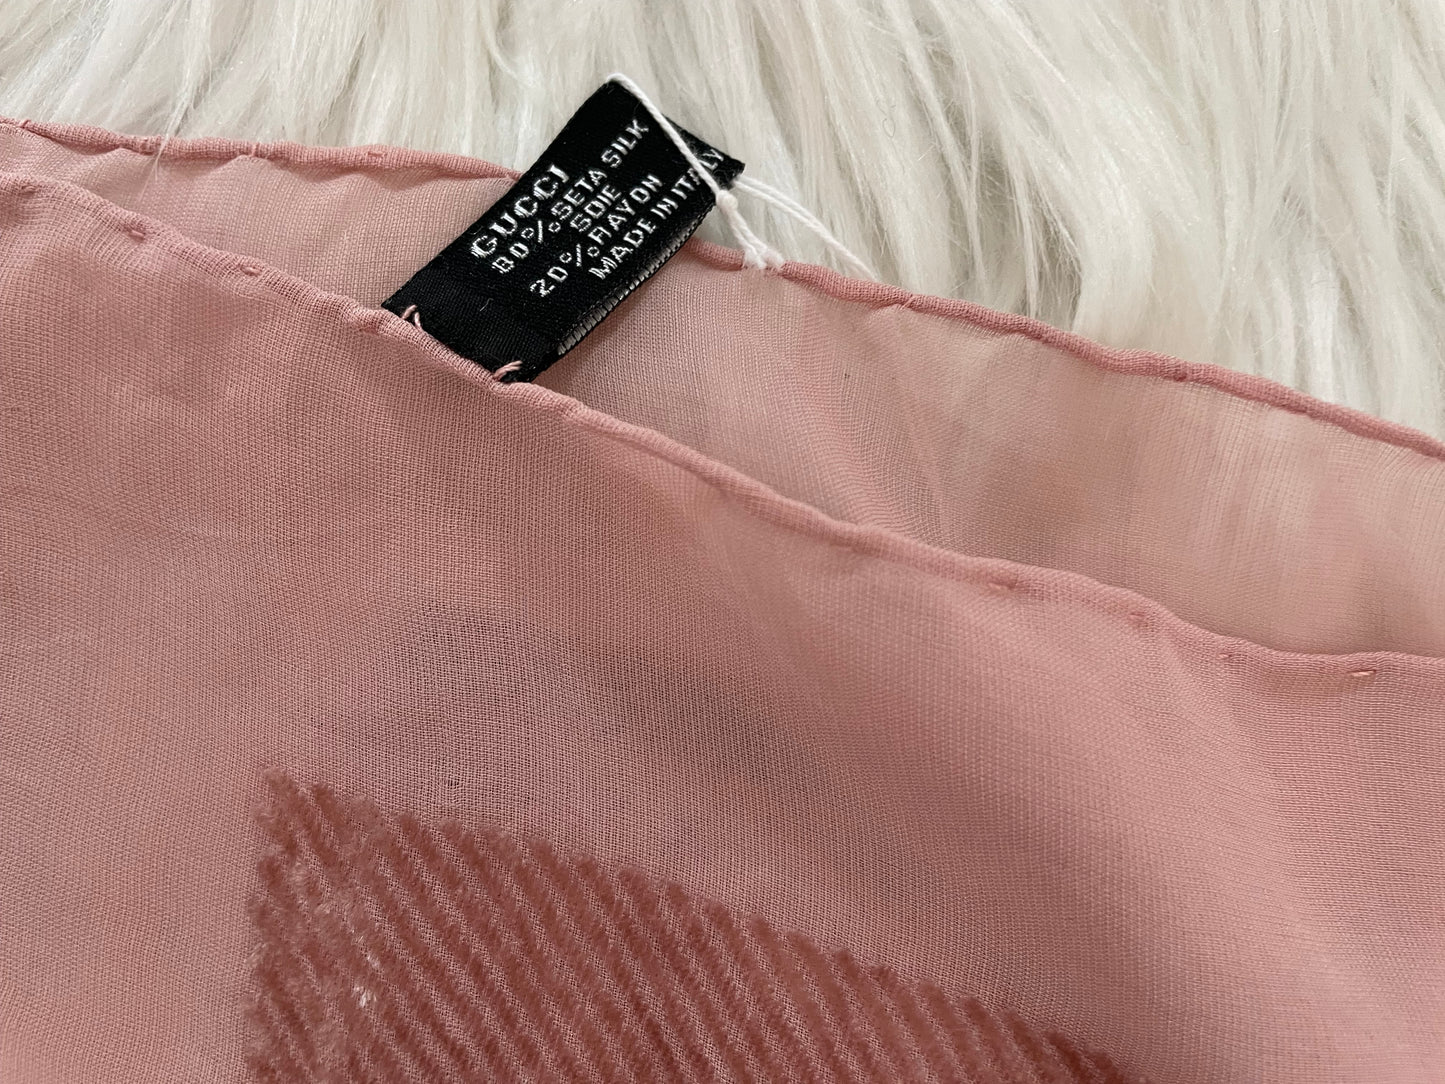 GUCCI
80% SETA SILK
SOIE
20% RAYON
MADE IN ITALY